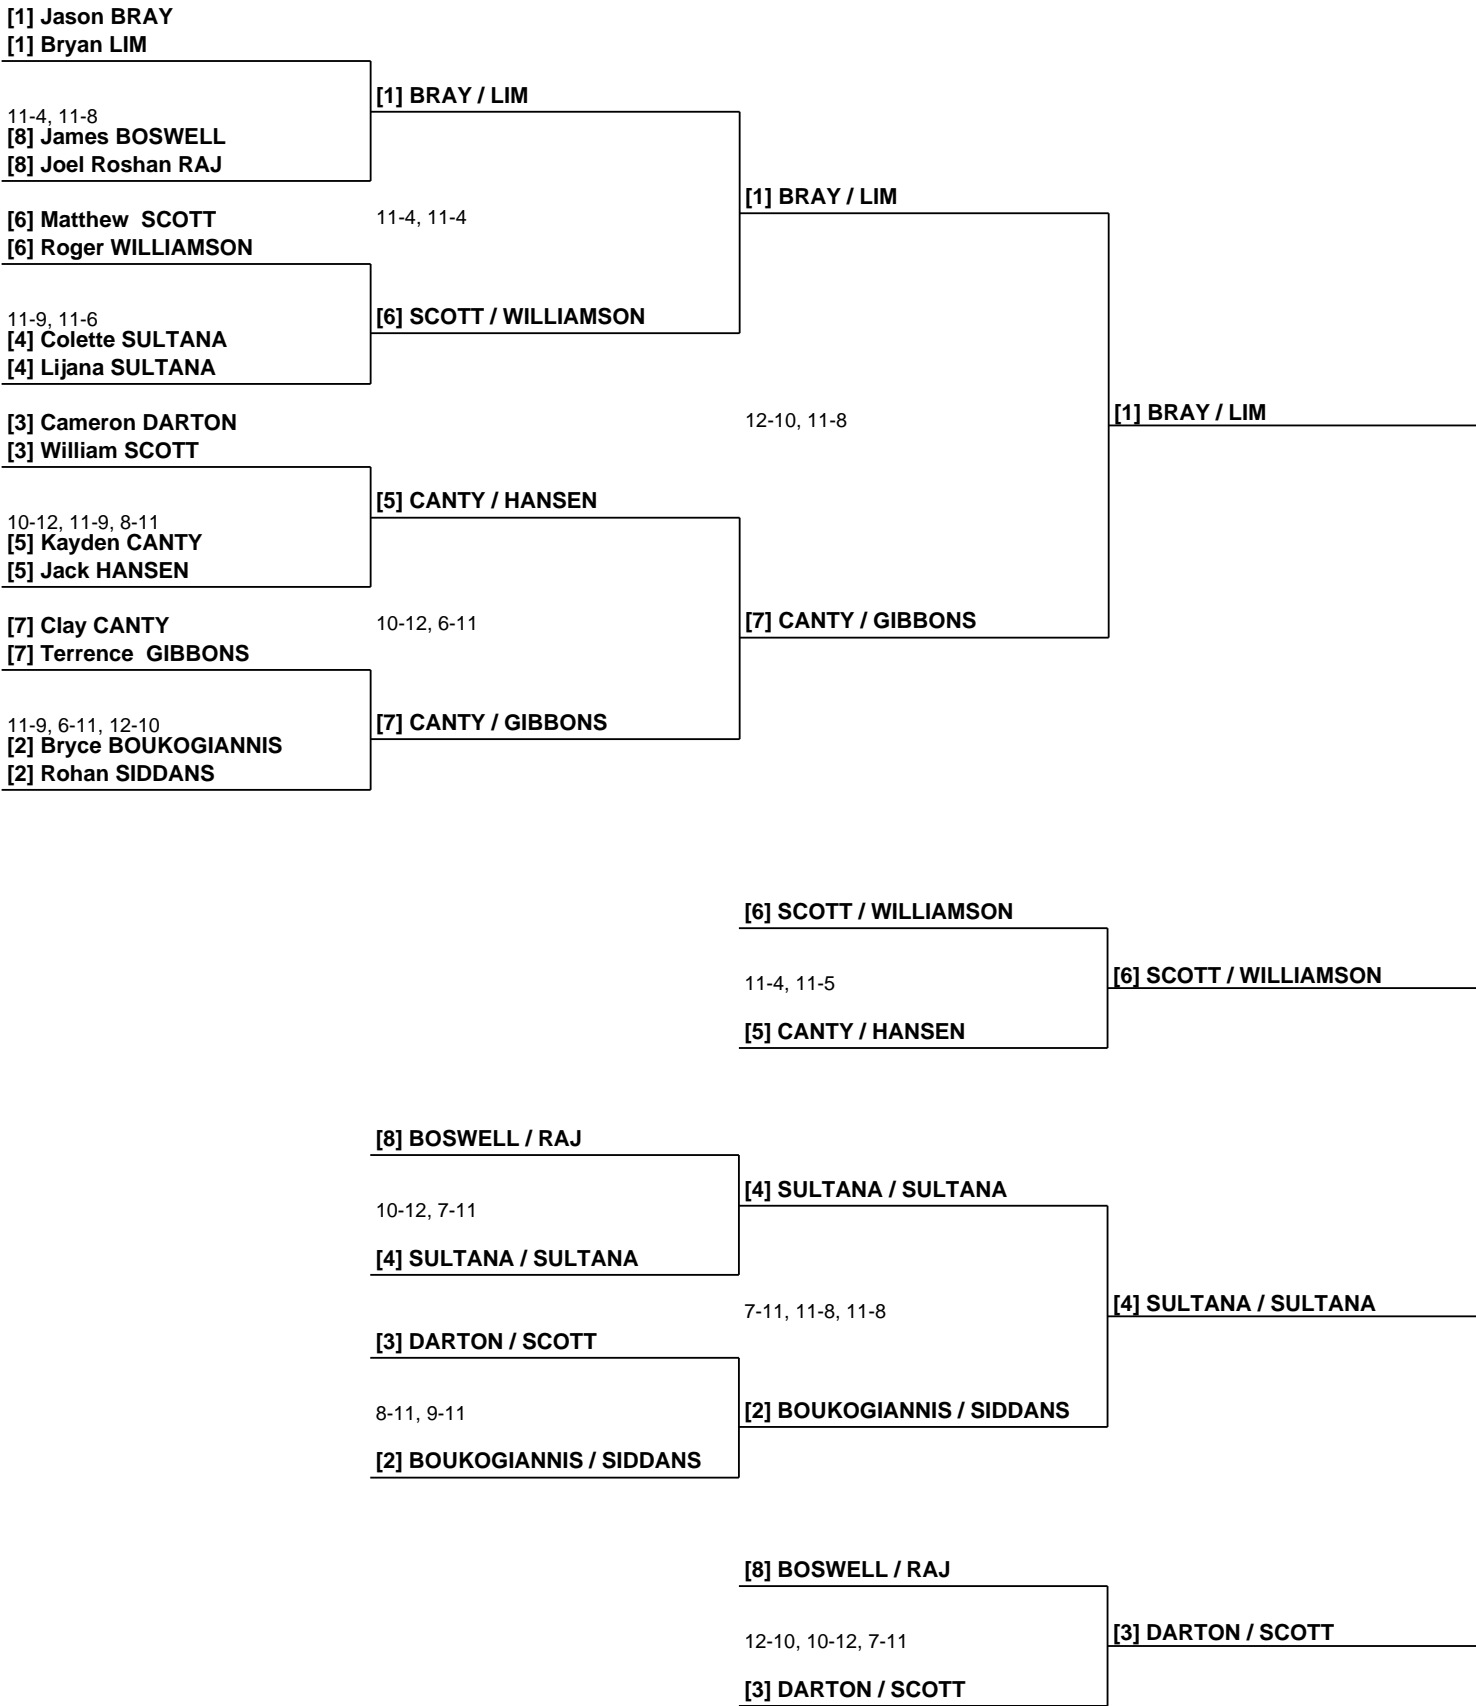 [1] Jason BRAY
[1] Bryan LIM
[1] BRAY / LIM
11-4, 11-8
[8] James BOSWELL
[8] Joel Roshan RAJ
[1] BRAY / LIM
[6] Matthew  SCOTT
11-4, 11-4
[6] Roger WILLIAMSON
[6] SCOTT / WILLIAMSON
11-9, 11-6
[4] Colette SULTANA
[4] Lijana SULTANA
[1] BRAY / LIM
[3] Cameron DARTON
12-10, 11-8
[3] William SCOTT
[5] CANTY / HANSEN
10-12, 11-9, 8-11
[5] Kayden CANTY
[5] Jack HANSEN
[7] CANTY / GIBBONS
[7] Clay CANTY
10-12, 6-11
[7] Terrence  GIBBONS
[7] CANTY / GIBBONS
11-9, 6-11, 12-10
[2] Bryce BOUKOGIANNIS
[2] Rohan SIDDANS
[6] SCOTT / WILLIAMSON
[6] SCOTT / WILLIAMSON
11-4, 11-5
[5] CANTY / HANSEN
[8] BOSWELL / RAJ
[4] SULTANA / SULTANA
10-12, 7-11
[4] SULTANA / SULTANA
[4] SULTANA / SULTANA
7-11, 11-8, 11-8
[3] DARTON / SCOTT
[2] BOUKOGIANNIS / SIDDANS
8-11, 9-11
[2] BOUKOGIANNIS / SIDDANS
[8] BOSWELL / RAJ
[3] DARTON / SCOTT
12-10, 10-12, 7-11
[3] DARTON / SCOTT